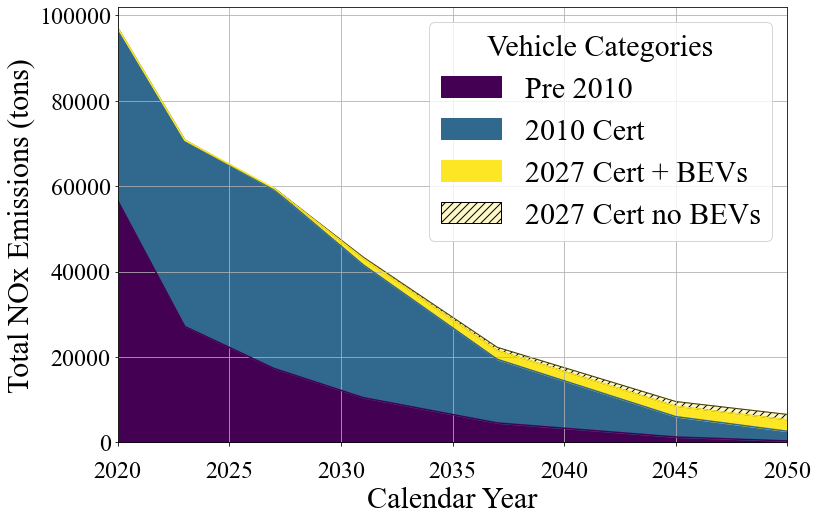 100000
80000
60000
40000
20000
0
Total NOx Emissions (tons)
Vehicle Categories
Pre 2010
2010 Cert
2027 Cert + BEVs
2027 Cert no BEVs
2020 2025 2030 2035 2040 2045 2050
Calendar Year